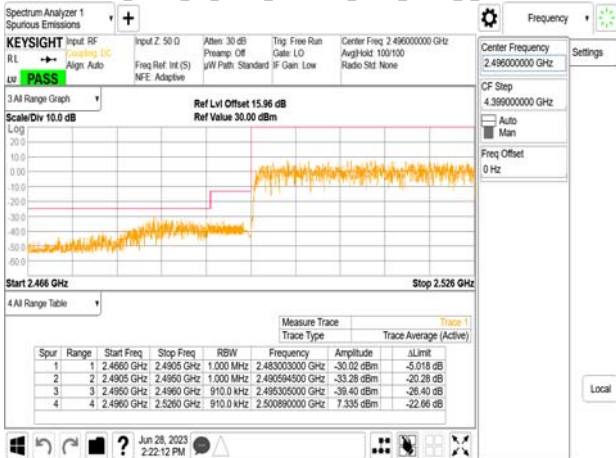 Spectrum Analyzer 1
Spurious Emissions
Frequency
KEYSIGHT Input: RF Input Z: 50 Ω Atten: 30 dB Trig: Free Run Center Freq: 2.496000000 GHz
RL Coupling: DC Preamp: Off Gate: LO Avg|Hold: 100/100
Align: Auto Freq Ref: Int (S) µW Path: Standard IF Gain: Low Radio Std: None
NFE: Adaptive
LV PASS
Center Frequency
2.496000000 GHz
Settings
CF Step
4.399000000 GHz
Auto
Man
Freq Offset
0 Hz
3 All Range Graph
Ref Lvl Offset 15.96 dB
Scale/Div 10.0 dB Ref Value 30.00 dBm
Log
20.0
10.0
0.00
-10.0
-20.0
-30.0
-40.0
-50.0
-60.0
Start 2.466 GHz Stop 2.526 GHz
4 All Range Table
Measure Trace Trace 1
Trace Type Trace Average (Active)
Spur Range Start Freq Stop Freq RBW Frequency Amplitude ΔLimit
1 1 2.4660 GHz 2.4905 GHz 1.000 MHz 2.483003000 GHz -30.02 dBm -5.018 dB
2 2 2.4905 GHz 2.4950 GHz 1.000 MHz 2.490594500 GHz -33.28 dBm -20.28 dB
3 3 2.4950 GHz 2.4960 GHz 910.0 kHz 2.495305000 GHz -39.40 dBm -26.40 dB
4 4 2.4960 GHz 2.5260 GHz 910.0 kHz 2.500890000 GHz 7.335 dBm -22.66 dB
Local
Jun 28, 2023
2:22:12 PM